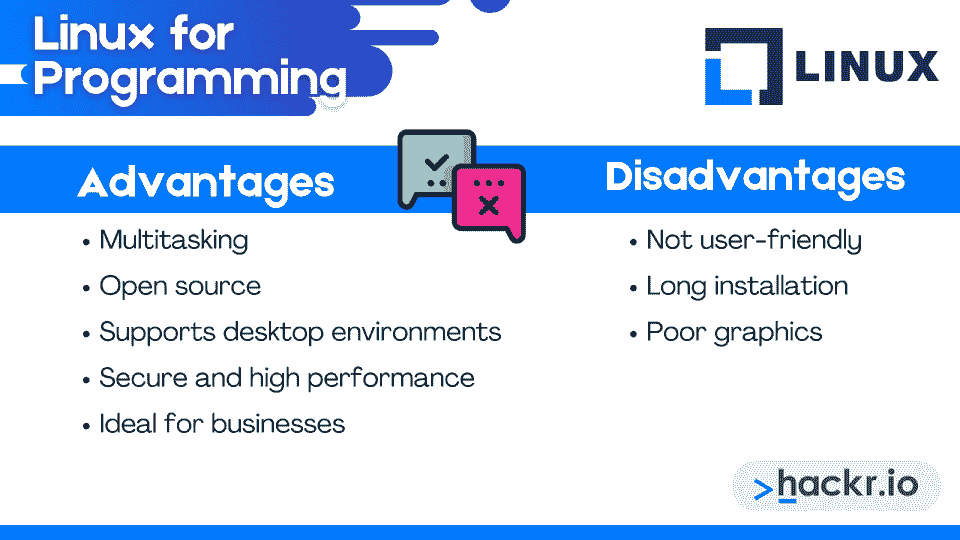 Linux for
Programming
LINUX
Advantages
Disadvantages
• Multitasking
• Open source
• Supports desktop environments
• Secure and high performance
• Ideal for businesses
• Not user-friendly
• Long installation
• Poor graphics
>hackr.io